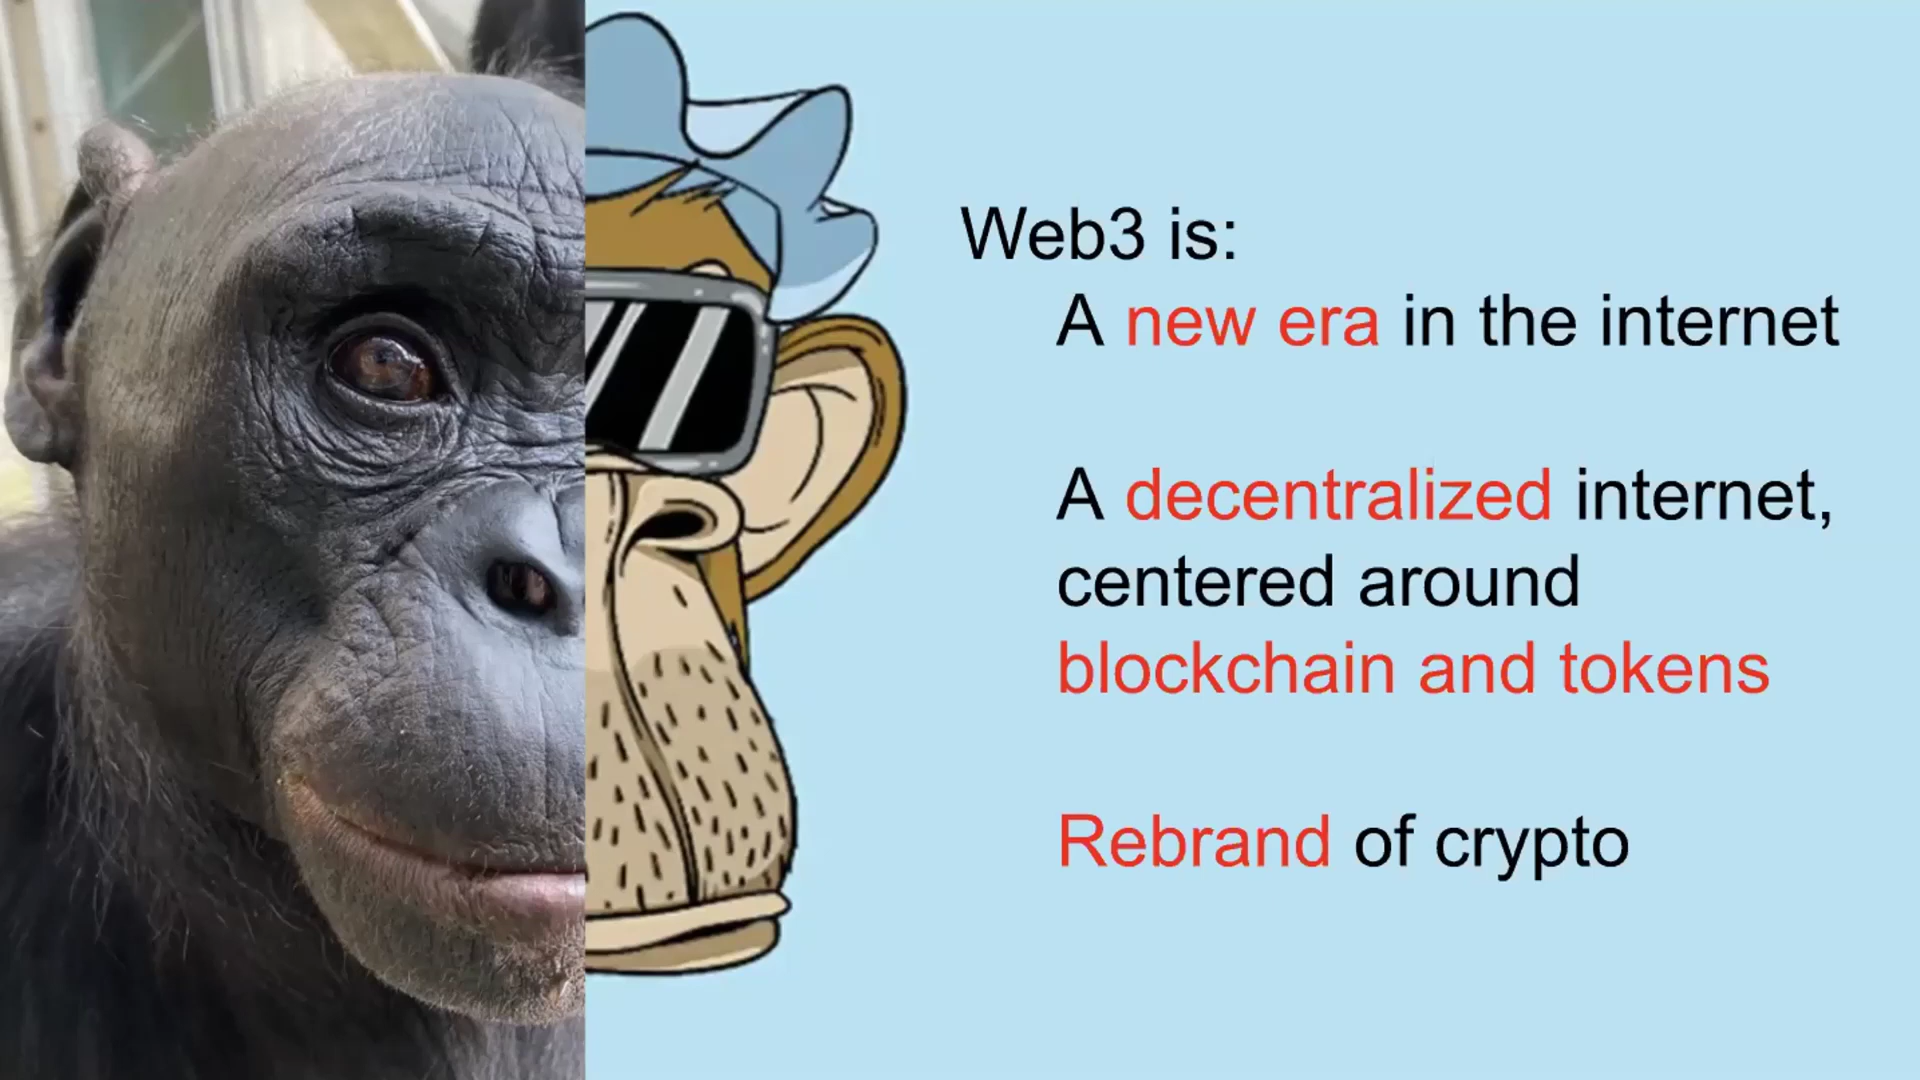 Web3 is:
A new era in the internet
A decentralized internet,
centered around
blockchain and tokens
Rebrand of crypto